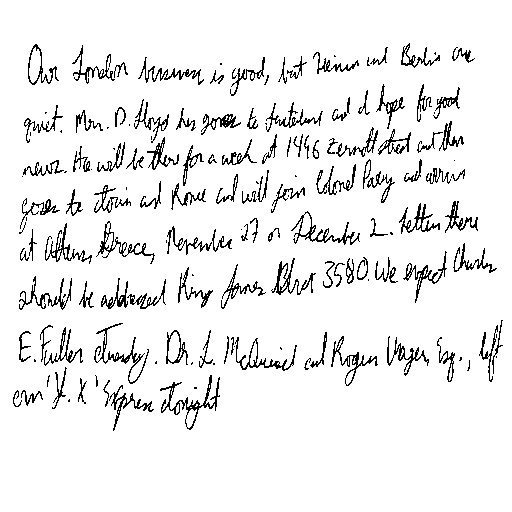 Our London business is good, but Vienna and Berlin are
quiet. Mr. D. Lloyd has gone to Switzerland and I hope for good
news. He will be there for a week at 1496 Zermott street and then
goes to Turin and Rome and will join Colonel Parry and arrive
at Athens, Greece, November 27 or December 2. Letters there
should be addressed King James Blvd 3580. We expect Charles
E. Fuller Tuesday. Dr. L. McQuaid and Roger Unger, Esq., left
on 'Y. X' Express tonight